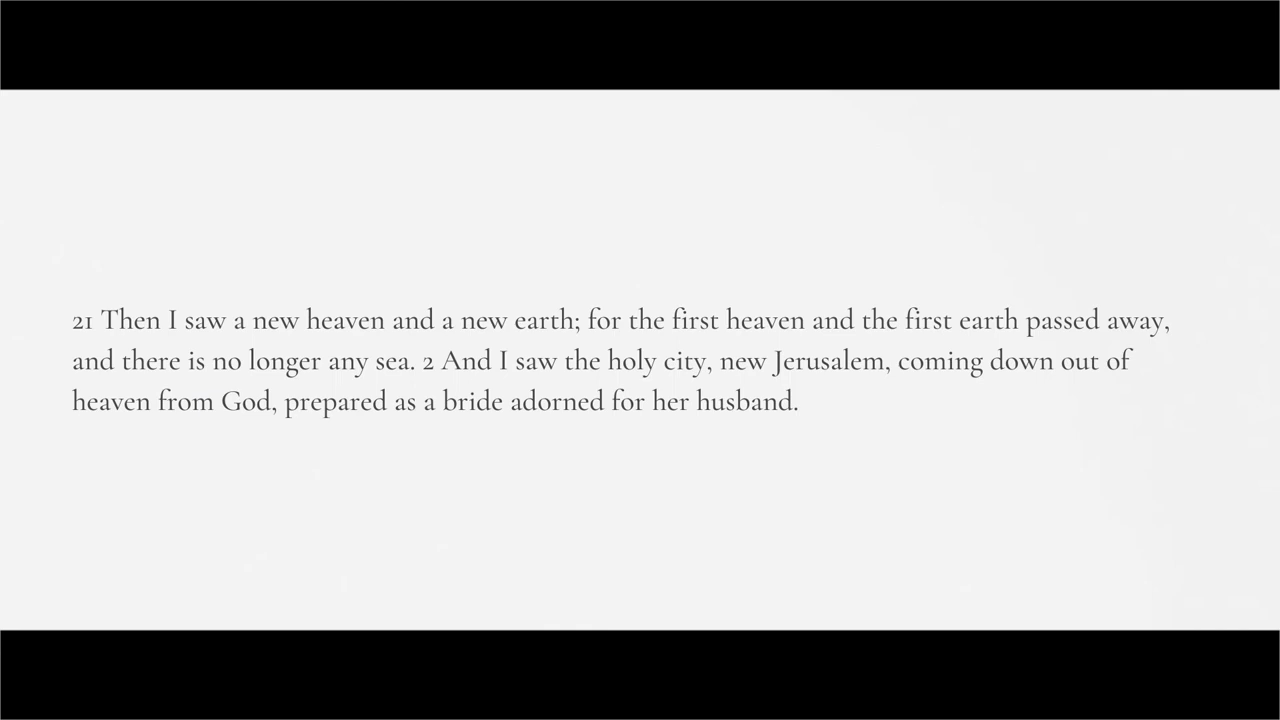 21 Then I saw a new heaven and a new earth; for the first heaven and the first earth passed away,
and there is no longer any sea. 2 And I saw the holy city, new Jerusalem, coming down out of
heaven from God, prepared as a bride adorned for her husband.